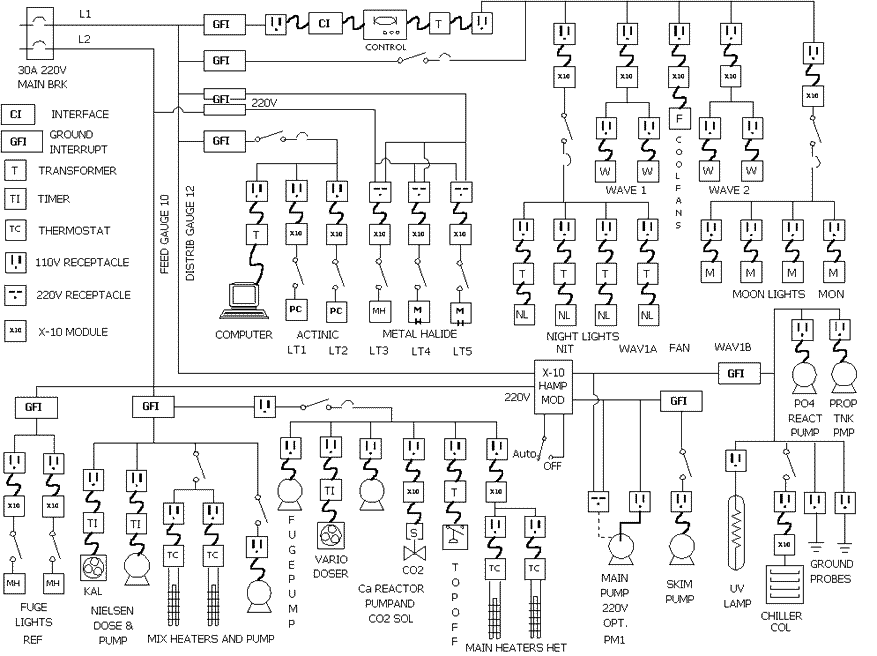 L1
L2
30A 220V
MAIN BRK
CI INTERFACE
GFI GROUND
INTERRUPT
T TRANSFORMER
TI TIMER
TC THERMOSTAT
110V RECEPTACLE
220V RECEPTACLE
X10 X-10 MODULE
FEED GAUGE 10
DISTRIB GAUGE 12
GFI
CI
CONTROL
T
GFI
GFI
220V
GFI
X10
X10
X10
X10
X10
F
COOLFANS
W
W
WAVE 1
W
W
WAVE 2
T
X10
X10
X10
X10
X10
COMPUTER
PC
PC
ACTINIC
LT1
LT2
MH
MH
MH
METAL HALIDE
LT3
LT4
LT5
T
T
T
T
NL
NL
NL
NL
NIGHT LIGHTS
NIT
M
M
M
M
MOON LIGHTS
MON
WAV1A
FAN
WAV1B
X-10
HAMP
MOD
220V
Auto
OFF
GFI
GFI
GFI
GFI
PO4
REACT
PUMP
PROP
TNK
PMP
X10
X10
MH
MH
FUGE
LIGHTS
REF
TI
KAL
TI
NIELSEN
DOSE &
PUMP
TC
TC
MIX HEATERS AND PUMP
FUGEPUMP
TI
VARIO
DOSER
X10
S
CO2
Ca REACTOR
PUMPAND
CO2 SOL
T
TOPOFF
X10
TC
TC
MAIN HEATERS HET
MAIN
PUMP
220V
OPT.
PM1
SKIM
PUMP
UV
LAMP
X10
CHILLER
COL
GROUND
PROBES